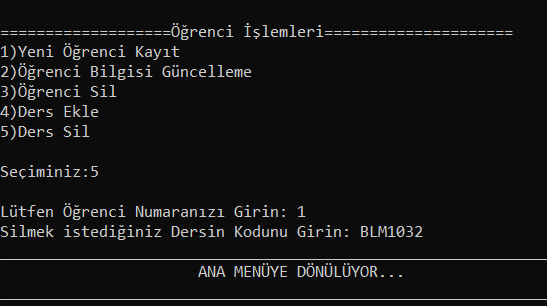 ===================Öğrenci İşlemleri=====================
1)Yeni Öğrenci Kayıt
2)Öğrenci Bilgisi Güncelleme
3)Öğrenci Sil
4)Ders Ekle
5)Ders Sil
Seçiminiz:5
Lütfen Öğrenci Numaranızı Girin: 1
Silmek istediğiniz Dersin Kodunu Girin: BLM1032
ANA MENÜYE DÖNÜLÜYOR...